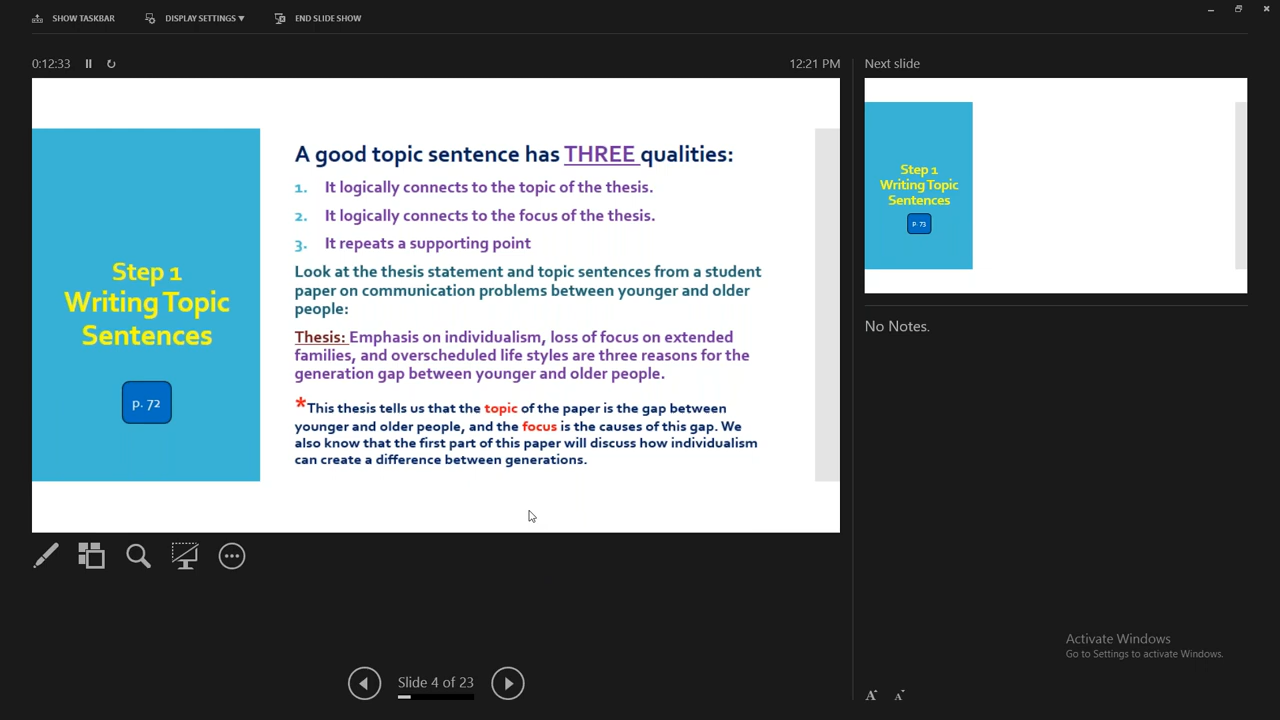 SHOW TASKBAR
DISPLAY SETTINGS ▼
END SLIDE SHOW
0:12:33
12:21 PM
Step 1
Writing Topic
Sentences
p. 72
A good topic sentence has THREE qualities:
1. It logically connects to the topic of the thesis.
2. It logically connects to the focus of the thesis.
3. It repeats a supporting point
Look at the thesis statement and topic sentences from a student
paper on communication problems between younger and older
people:
Thesis: Emphasis on individualism, loss of focus on extended
families, and overscheduled life styles are three reasons for the
generation gap between younger and older people.
*This thesis tells us that the topic of the paper is the gap between
younger and older people, and the focus is the causes of this gap. We
also know that the first part of this paper will discuss how individualism
can create a difference between generations.
Slide 4 of 23
Next slide
Step 1
Writing Topic
Sentences
p. 73
No Notes.
Activate Windows
Go to Settings to activate Windows.
A A